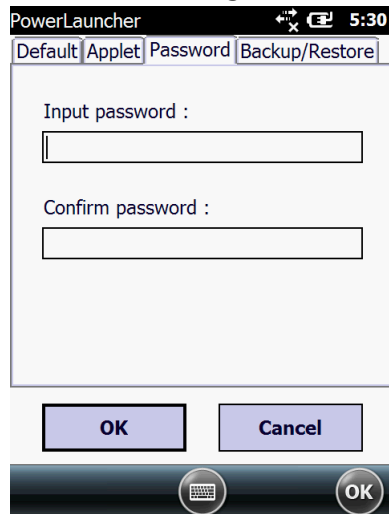 PowerLauncher 5:30
Default Applet Password Backup/Restore
Input password :
Confirm password :
OK Cancel
OK